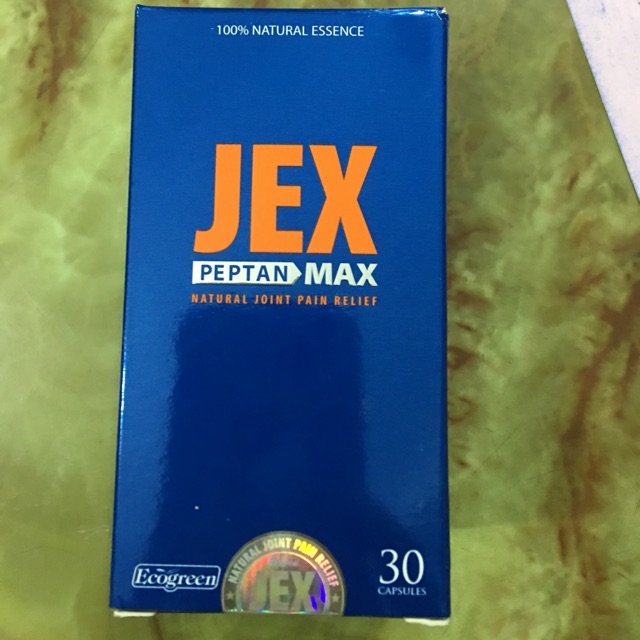 100% NATURAL ESSENCE
JEX
PEPTAN MAX
NATURAL JOINT PAIN RELIEF
Ecogreen
NATURAL JOINT PAIN RELIEF
JEX
30
CAPSULES